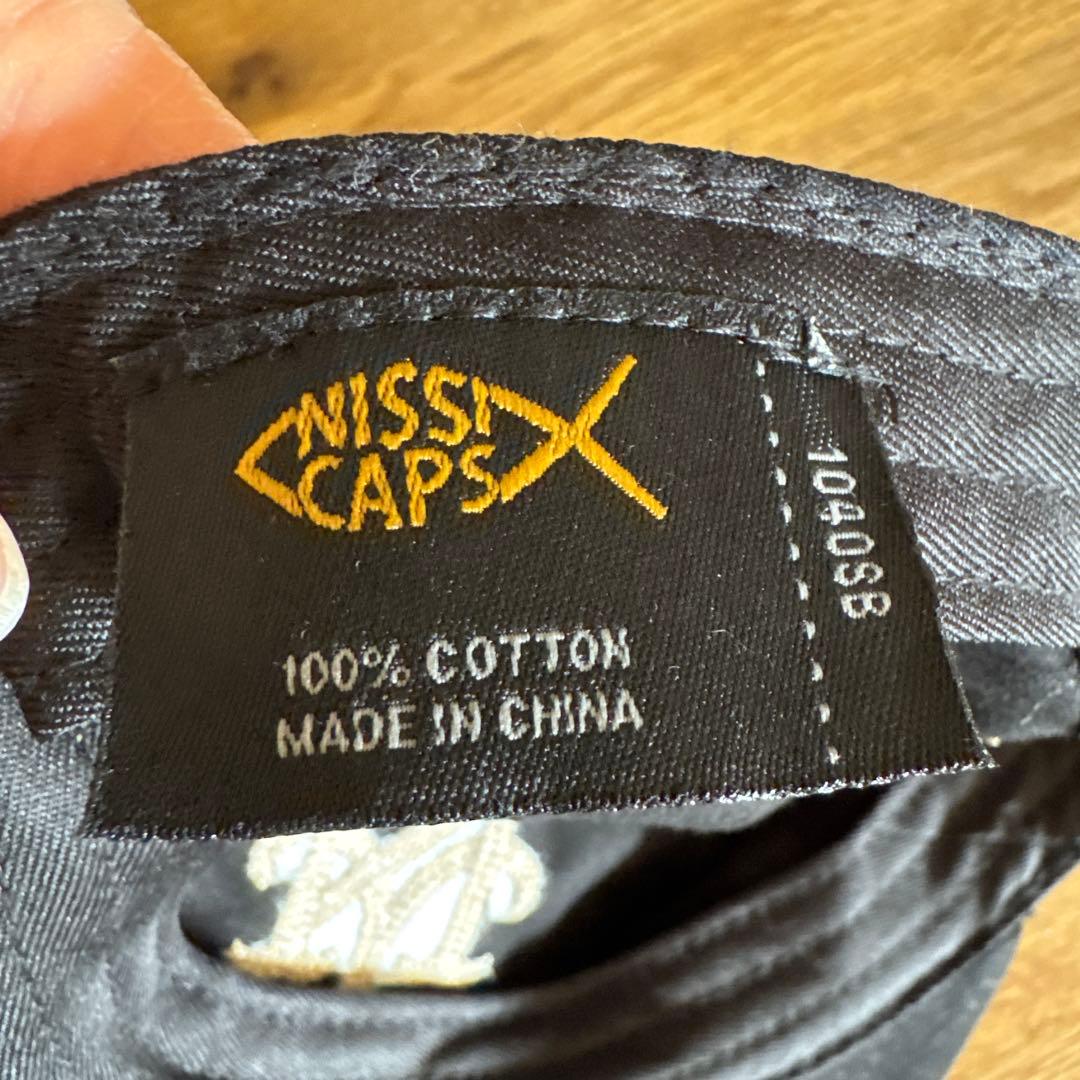 NISSI
CAPS
100% COTTON
MADE IN CHINA
1040SB